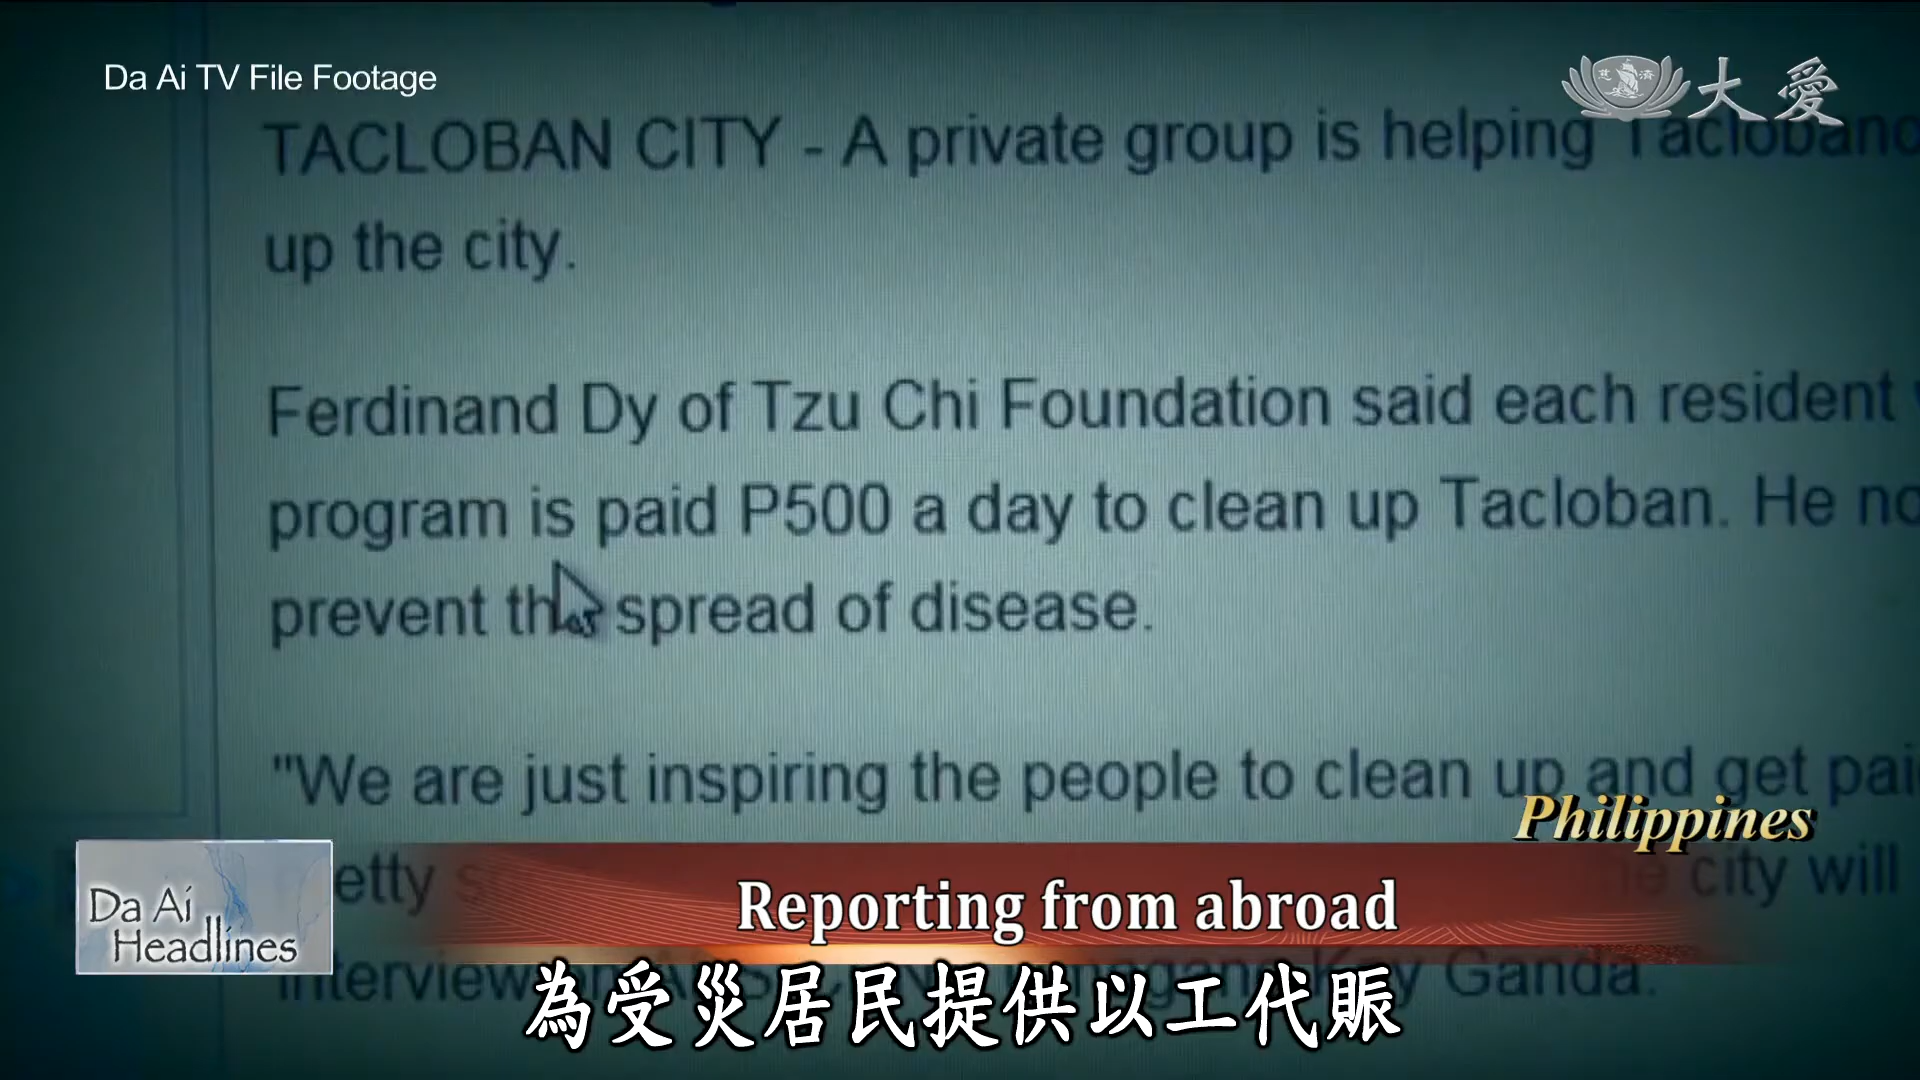 Da Ai TV File Footage
慈 濟
大愛
TACLOBAN CITY - A private group is helping
up the city.
Ferdinand Dy of Tzu Chi Foundation said each resident
program is paid P500 a day to clean up Tacloban. He
prevent the spread of disease.
"We are just inspiring the people to clean up and get
Philippines
city will
Da Ai
Headlines
Reporting from abroad
Ganda.
為受災居民提供以工代賑